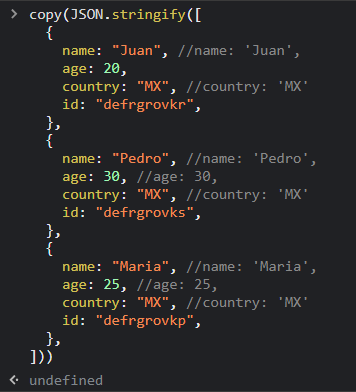 > copy(JSON.stringify([
  {
    name: "Juan", //name: 'Juan',
    age: 20,
    country: "MX", //country: 'MX'
    id: "defrgrovkr",
  },
  {
    name: "Pedro", //name: 'Pedro',
    age: 30, //age: 30,
    country: "MX", //country: 'MX'
    id: "defrgrovks",
  },
  {
    name: "Maria", //name: 'Maria',
    age: 25, //age: 25,
    country: "MX", //country: 'MX'
    id: "defrgrovkp",
  },
]))
undefined